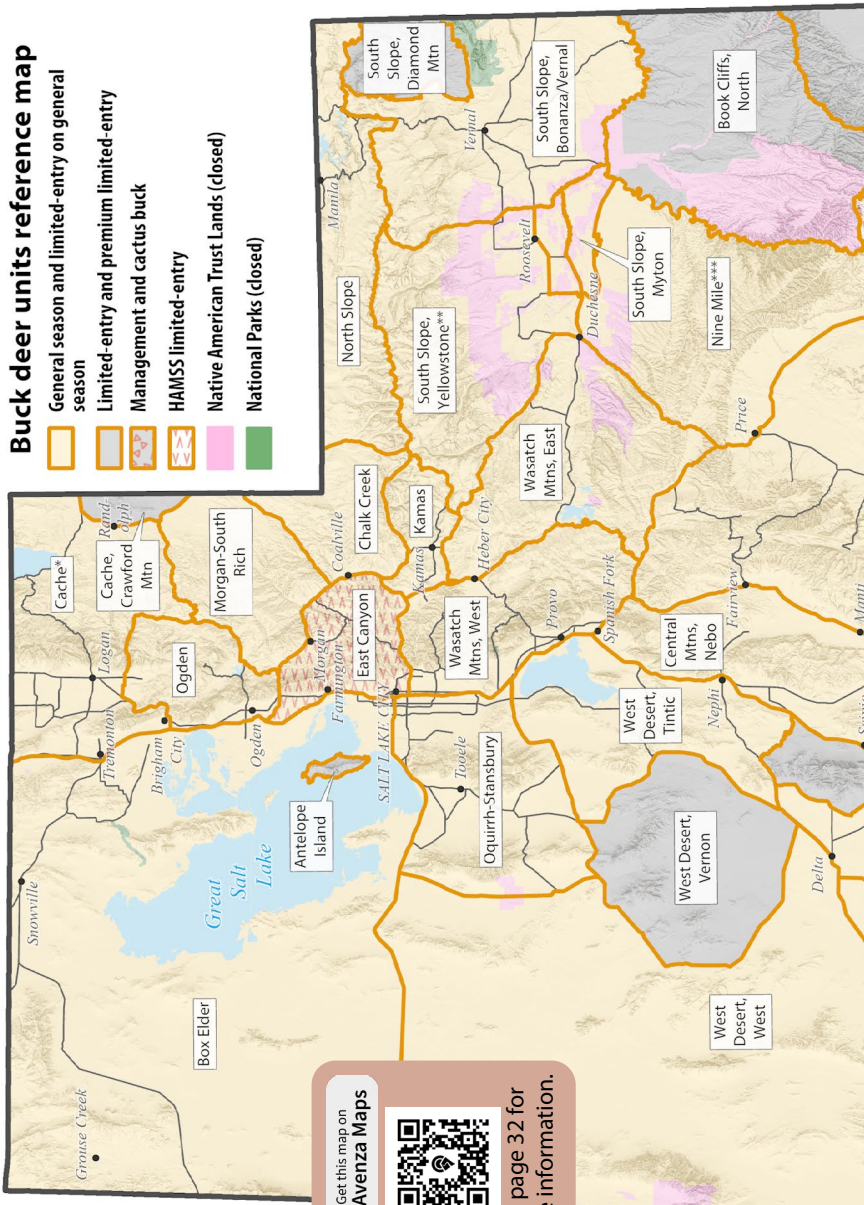 Buck deer units reference map
General season and limited-entry on general
season
Limited-entry and premium limited-entry
Management and cactus buck
HAMSS limited-entry
Native American Trust Lands (closed)
National Parks (closed)
Grouse Creek
Snowville
Box Elder
Great
Salt
Lake
Antelope
Island
Tremonton
Brigham
City
Logan
Cache*
Rand-
olph
Cache,
Crawford
Mtn
Ogden
Ogden
Morgan-South
Rich
Morgan
Farmington
East Canyon
SALT LAKE CITY
Coalville
Chalk Creek
Kamas
Kamas
North Slope
Manila
South
Slope,
Diamond
Mtn
Vernal
South Slope,
Bonanza/Vernal
South Slope,
Yellowstone**
Roosevelt
Duchesne
South Slope,
Myton
Book Cliffs,
North
Nine Mile***
Price
Wasatch
Mtns, East
Heber City
Wasatch
Mtns, West
Provo
Spanish Fork
Tooele
Oquirrh-Stansbury
West
Desert,
Tintic
Central
Mtns,
Nebo
Nephi
Fairview
Manti
West Desert,
Vernon
Delta
West
Desert,
West
Get this map on
Avenza Maps
page 32 for
information.